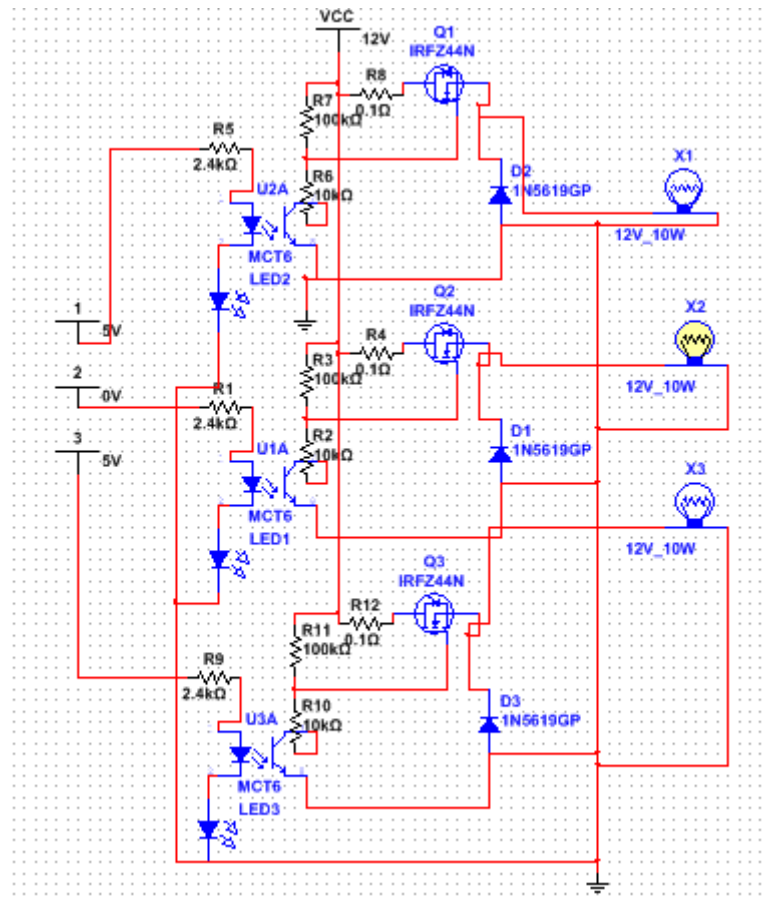 VCC
12V
Q1
IRFZ44N
R8
0.1Ω
R7
100kΩ
R5
2.4kΩ
R6
10kΩ
U2A
MCT6
LED2
D2
1N5619GP
X1
12V_10W
1
5V
Q2
IRFZ44N
R4
0.1Ω
R3
100kΩ
X2
12V_10W
2
0V
R1
2.4kΩ
R2
10kΩ
3
5V
U1A
MCT6
LED1
D1
1N5619GP
X3
12V_10W
Q3
IRFZ44N
R12
0.1Ω
R11
100kΩ
R9
2.4kΩ
R10
10kΩ
U3A
MCT6
LED3
D3
1N5619GP